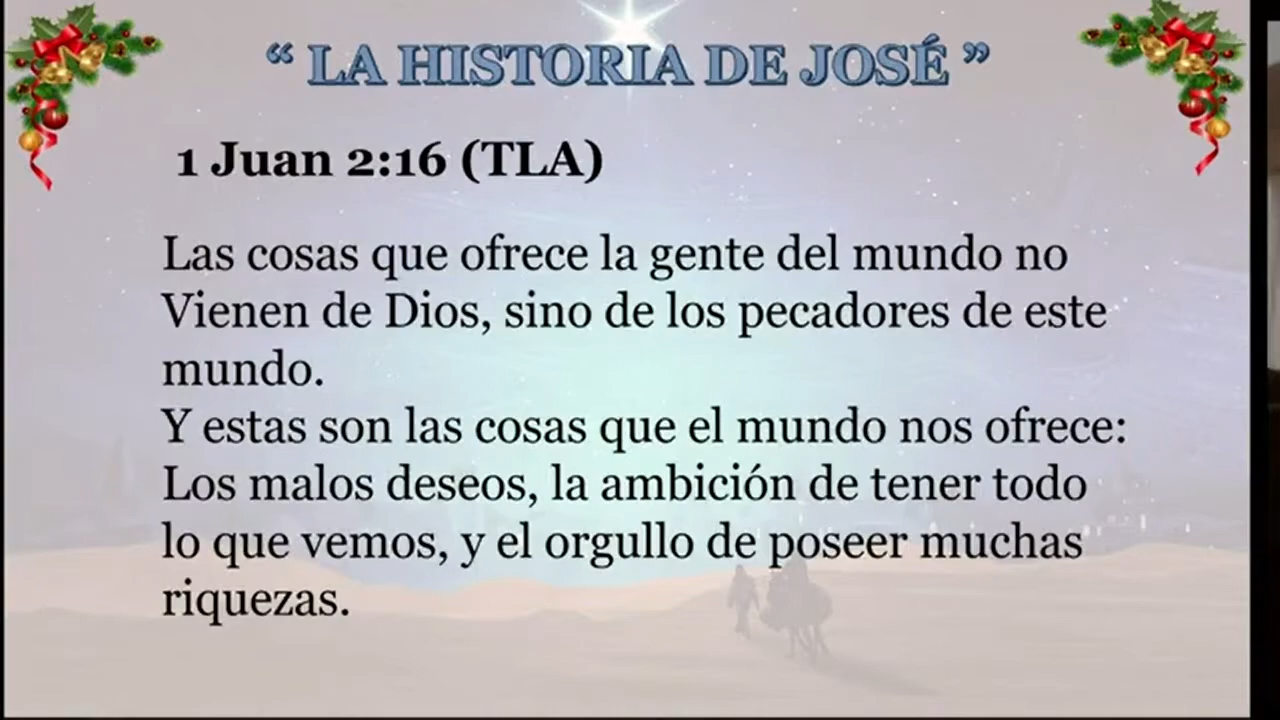 “ LA HISTORIA DE JOSÉ ”
1 Juan 2:16 (TLA)
Las cosas que ofrece la gente del mundo no
Vienen de Dios, sino de los pecadores de este
mundo.
Y estas son las cosas que el mundo nos ofrece:
Los malos deseos, la ambición de tener todo
lo que vemos, y el orgullo de poseer muchas
riquezas.